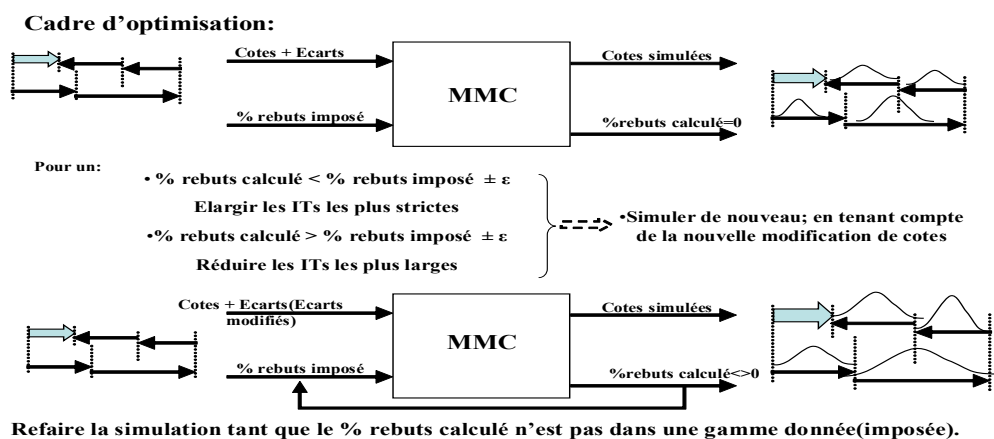 Cadre d'optimisation:
Cotes + Ecarts
% rebuts imposé
MMC
Cotes simulées
%rebuts calculé=0
Pour un:
• % rebuts calculé < % rebuts imposé ± ε
Elargir les ITs les plus strictes
•% rebuts calculé > % rebuts imposé ± ε
Réduire les ITs les plus larges
•Simuler de nouveau; en tenant compte
de la nouvelle modification de cotes
Cotes + Ecarts(Ecarts
modifiés)
% rebuts imposé
MMC
Cotes simulées
%rebuts calculé<>0
Refaire la simulation tant que le % rebuts calculé n'est pas dans une gamme donnée(imposée).